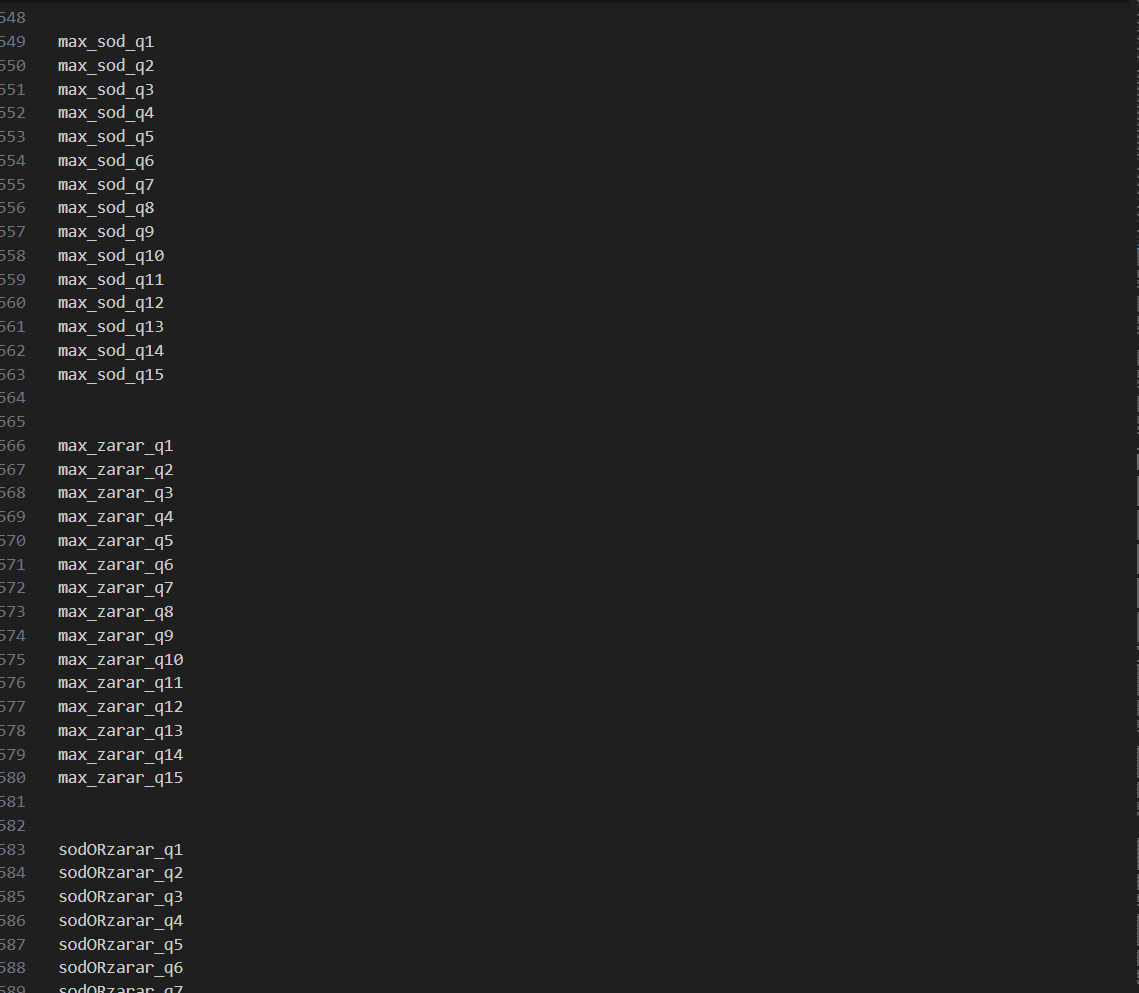 548
549 max_sod_q1
550 max_sod_q2
551 max_sod_q3
552 max_sod_q4
553 max_sod_q5
554 max_sod_q6
555 max_sod_q7
556 max_sod_q8
557 max_sod_q9
558 max_sod_q10
559 max_sod_q11
560 max_sod_q12
561 max_sod_q13
562 max_sod_q14
563 max_sod_q15
564
565
566 max_zarar_q1
567 max_zarar_q2
568 max_zarar_q3
569 max_zarar_q4
570 max_zarar_q5
571 max_zarar_q6
572 max_zarar_q7
573 max_zarar_q8
574 max_zarar_q9
575 max_zarar_q10
576 max_zarar_q11
577 max_zarar_q12
578 max_zarar_q13
579 max_zarar_q14
580 max_zarar_q15
581
582
583 sodORzarar_q1
584 sodORzarar_q2
585 sodORzarar_q3
586 sodORzarar_q4
587 sodORzarar_q5
588 sodORzarar_q6
589 sodORzarar_q7